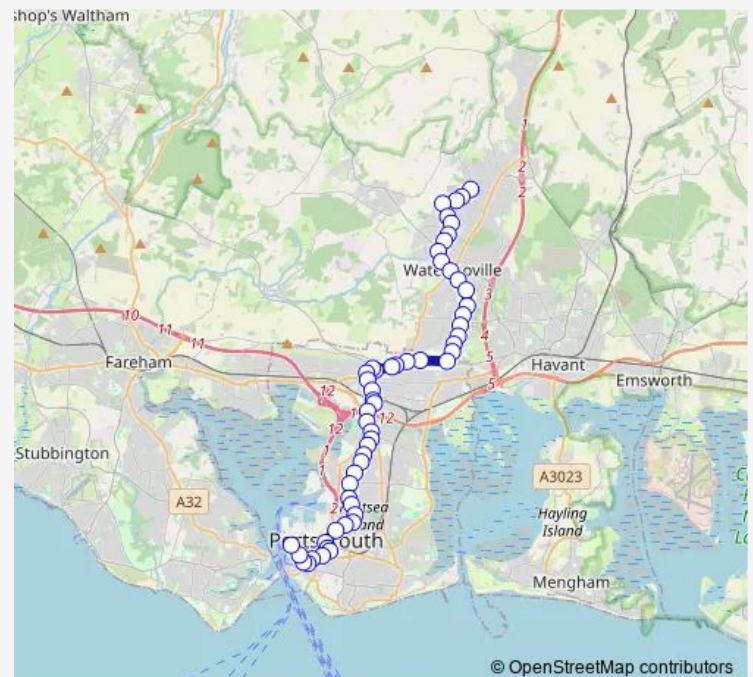 shop's Waltham
1
2
2
Waterlooville
3
10
11
11
4
5
Fareham
Havant
5
Emsworth
12
12
12
1
1
Stubbington
A3023
A32
2
Hayling
Island
Portsmouth
Mengham
© OpenStreetMap contributors